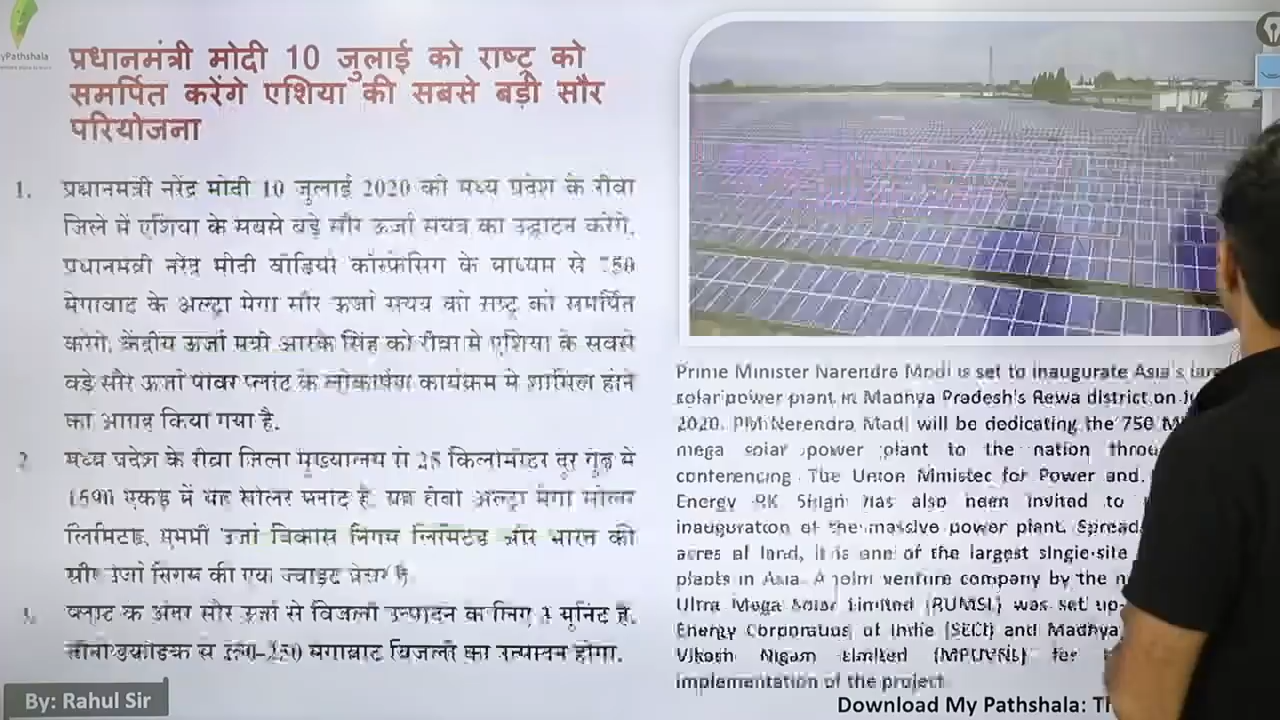 yPathshala
प्रधानमंत्री मोदी 10 जुलाई को राष्ट्र को
समर्पित करेंगे एशिया की सबसे बड़ी सौर
परियोजना
1. प्रधानमंत्री नरेंद्र मोदी 10 जुलाई 2020 को मध्य प्रदेश के रीवा
जिले में एशिया के सबसे बड़े सौर ऊर्जा संयंत्र का उद्घाटन करेंगे.
प्रधानमंत्री नरेंद्र मोदी वीडियो कॉन्फ्रेंसिंग के माध्यम से 750
मेगावाट के अल्ट्रा मेगा सौर ऊर्जा को राष्ट्र को समर्पित
करेंगे. केंद्रीय ऊर्जा मंत्री आरके सिंह को रीवा में एशिया के सबसे
बड़े सौर ऊर्जा पावर प्लांट के लोकार्पण कार्यक्रम में शामिल होने
का आग्रह किया गया है.
2. मध्य प्रदेश के रीवा जिला मुख्यालय से 25 किलोमीटर दूर गुढ़ में
1590 एकड़ में यह सोलर प्लांट है. यह रीवा अल्ट्रा मेगा सोलर
लिमिटेड, एमपी उर्जा विकास निगम लिमिटेड और भारत की
उर्जा की ज्वाइंट वेंचर है.
प्लांट के अंदर सौर ऊर्जा से बिजली उत्पादन के लिए 3 यूनिट है.
तीनों से 250-250 मेगावाट बिजली का उत्पादन होगा.
Prime Minister Narendra Modi is set to inaugurate Asia's
solar power plant in Madhya Pradesh's Rewa district on
2020. PM Narendra Modi will be dedicating the 750
mega solar power plant to the nation
conferencing. The Union Minister for Power and
Energy RK Singh has also been invited to
inauguration of the massive power plant.
acres of land, it is one of the largest single-site
plants in Asia. A joint venture company by the
Ultra Mega Solar Limited (RUMSL) was set up
Energy Corporation of India (SECI) and Madhya
Vikash Nigam Limited (MPUVNL) for
implementation of the project
By: Rahul Sir
Download My Pathshala: